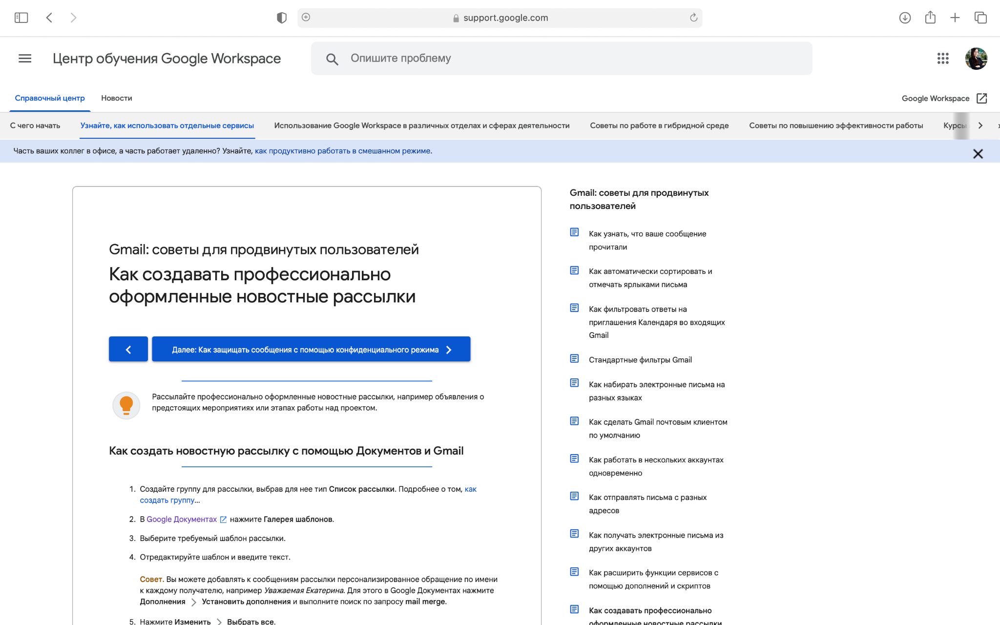 support.google.com
Центр обучения Google Workspace
Опишите проблему
Справочный центр
Новости
Google Workspace
С чего начать
Узнайте, как использовать отдельные сервисы
Использование Google Workspace в различных отделах и сферах деятельности
Советы по работе в гибридной среде
Советы по повышению эффективности работы
Курсы
Часть ваших коллег в офисе, а часть работает удаленно? Узнайте, как продуктивно работать в смешанном режиме.
Gmail: советы для продвинутых пользователей
Как создавать профессионально
оформленные новостные рассылки
Далее: Как защищать сообщения с помощью конфиденциального режима
Рассылайте профессионально оформленные новостные рассылки, например объявления о
предстоящих мероприятиях или этапах работы над проектом.
Как создать новостную рассылку с помощью Документов и Gmail
1. Создайте группу для рассылки, выбрав для нее тип Список рассылки. Подробнее о том, как
создать группу...
2. В Google Документах нажмите Галерея шаблонов.
3. Выберите требуемый шаблон рассылки.
4. Отредактируйте шаблон и введите текст.
Совет. Вы можете добавлять к сообщениям рассылки персонализированное обращение по имени
к каждому получателю, например Уважаемая Екатерина. Для этого в Google Документах нажмите
Дополнения > Установить дополнения и выполните поиск по запросу mail merge.
5. Нажмите Изменить > Выбрать все.
Gmail: советы для продвинутых
пользователей
Как узнать, что ваше сообщение
прочитали
Как автоматически сортировать и
отмечать ярлыками письма
Как фильтровать ответы на
приглашения Календаря во входящих
Gmail
Стандартные фильтры Gmail
Как набирать электронные письма на
разных языках
Как сделать Gmail почтовым клиентом
по умолчанию
Как работать в нескольких аккаунтах
одновременно
Как отправлять письма с разных
адресов
Как получать электронные письма из
других аккаунтов
Как расширить функции сервисов с
помощью дополнений и скриптов
Как создавать профессионально
оформленные новостные рассылки